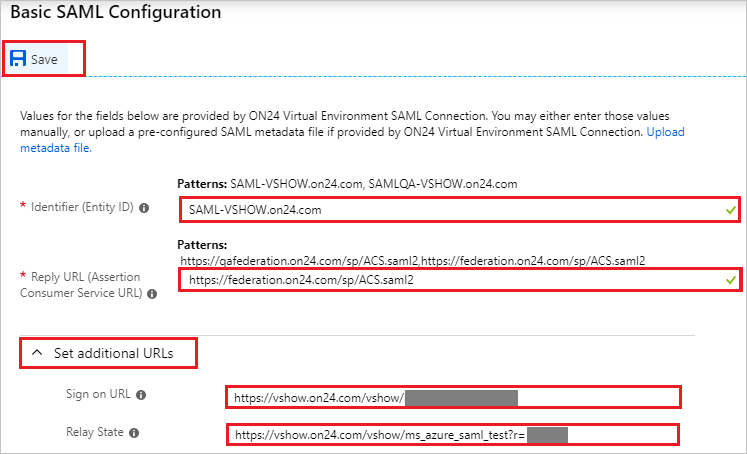 Basic SAML Configuration
Save
Values for the fields below are provided by ON24 Virtual Environment SAML Connection. You may either enter those values
manually, or upload a pre-configured SAML metadata file if provided by ON24 Virtual Environment SAML Connection. Upload
metadata file.
Patterns: SAML-VSHOW.on24.com, SAMLQA-VSHOW.on24.com
* Identifier (Entity ID)
SAML-VSHOW.on24.com
Patterns:
https://qafederation.on24.com/sp/ACS.saml2,https://federation.on24.com/sp/ACS.saml2
* Reply URL (Assertion
Consumer Service URL)
https://federation.on24.com/sp/ACS.saml2
Set additional URLs
Sign on URL
https://vshow.on24.com/vshow/
Relay State
https://vshow.on24.com/vshow/ms_azure_saml_test?r=